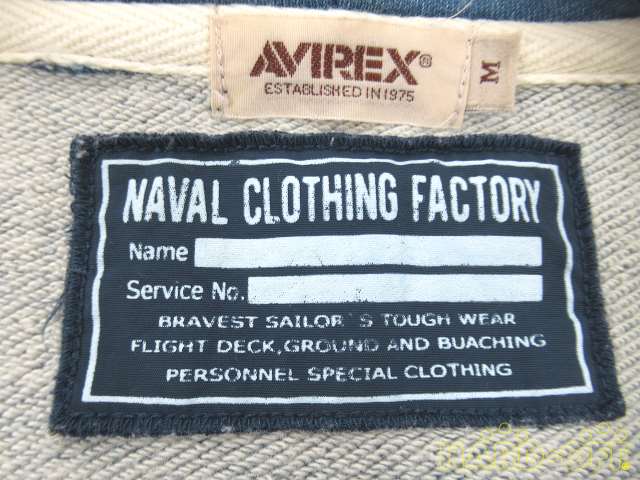 AVIREX®
ESTABLISHED IN 1975
M
NAVAL CLOTHING FACTORY
Name
Service No.
BRAVEST SAILOR'S TOUGH WEAR
FLIGHT DECK,GROUND AND BUACHING
PERSONNEL SPECIAL CLOTHING